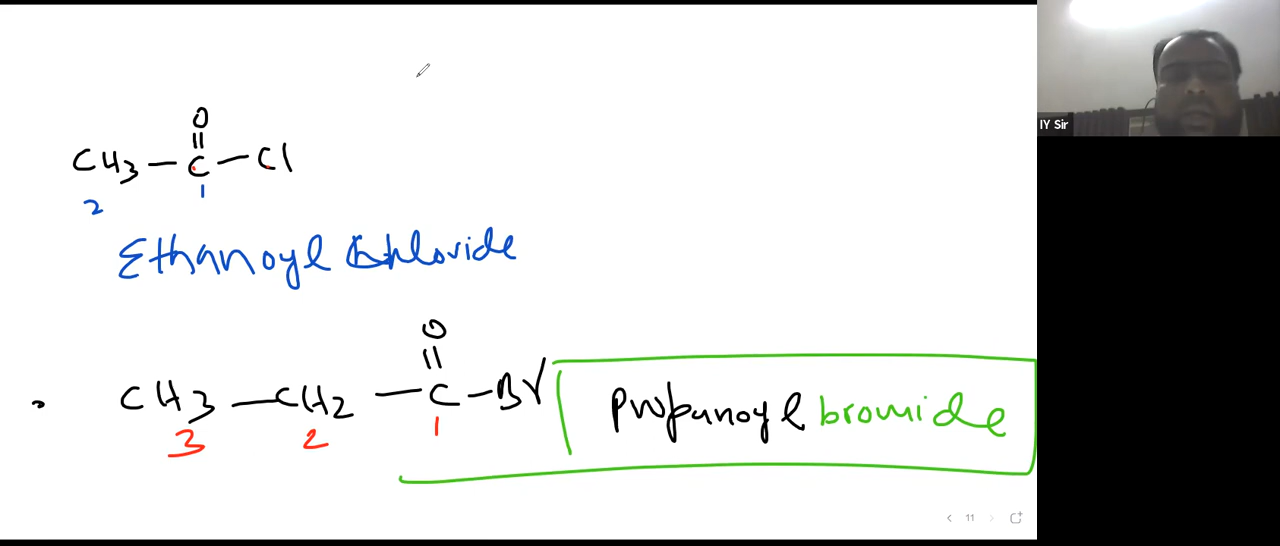 O
||
CH3 — C — Cl
2 1
IY Sir
Ethanoyl Chloride
O
||
CH3 — CH2 — C — Br
3 2 1
Propanoyl bromide
11